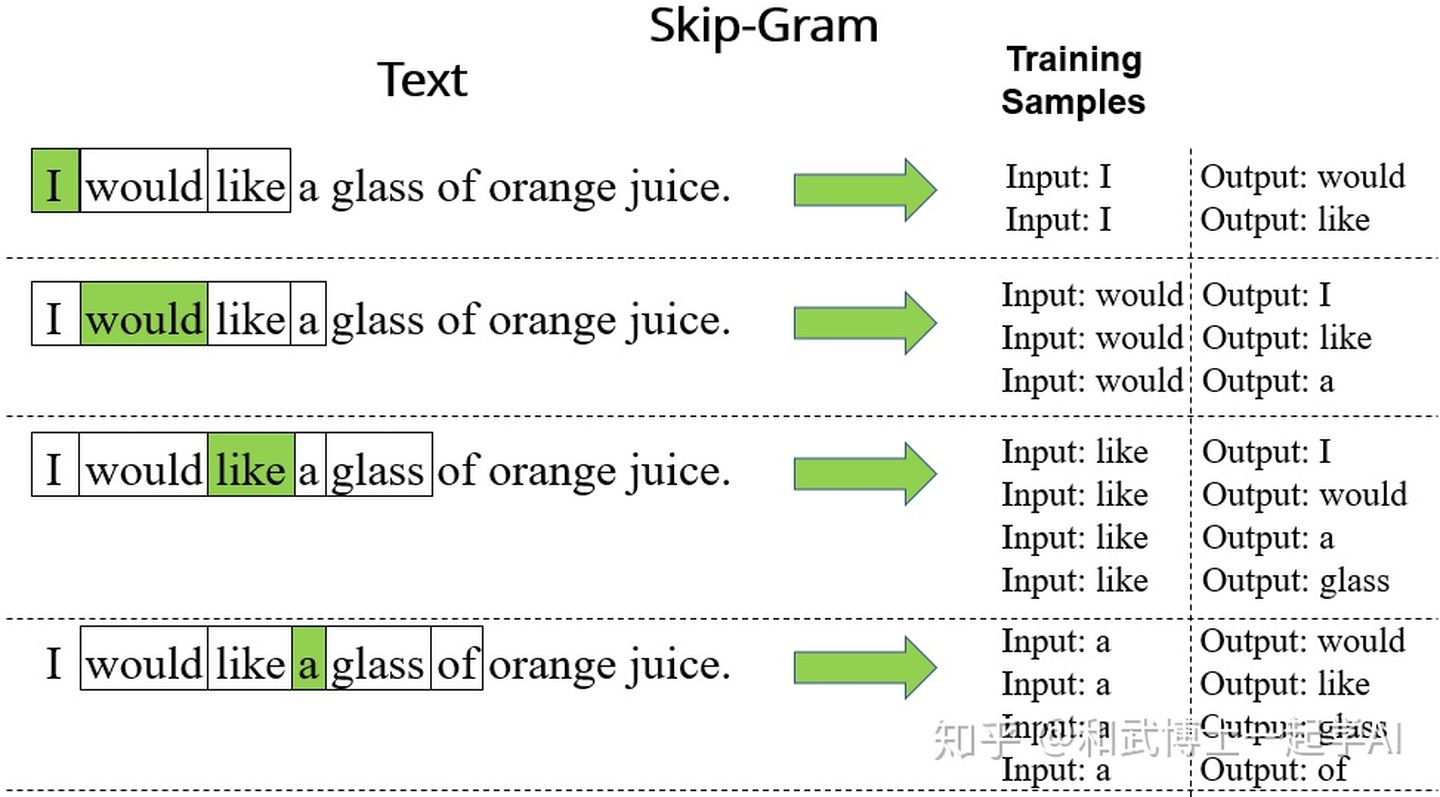 Skip-Gram
Text
Training
Samples
I would like a glass of orange juice.
Input: I Output: would
Input: I Output: like
I would like a glass of orange juice.
Input: would Output: I
Input: would Output: like
Input: would Output: a
I would like a glass of orange juice.
Input: like Output: I
Input: like Output: would
Input: like Output: a
Input: like Output: glass
I would like a glass of orange juice.
Input: a Output: would
Input: a Output: like
Input: a Output: glass
Input: a Output: of
知乎 @和武博士一起学AI